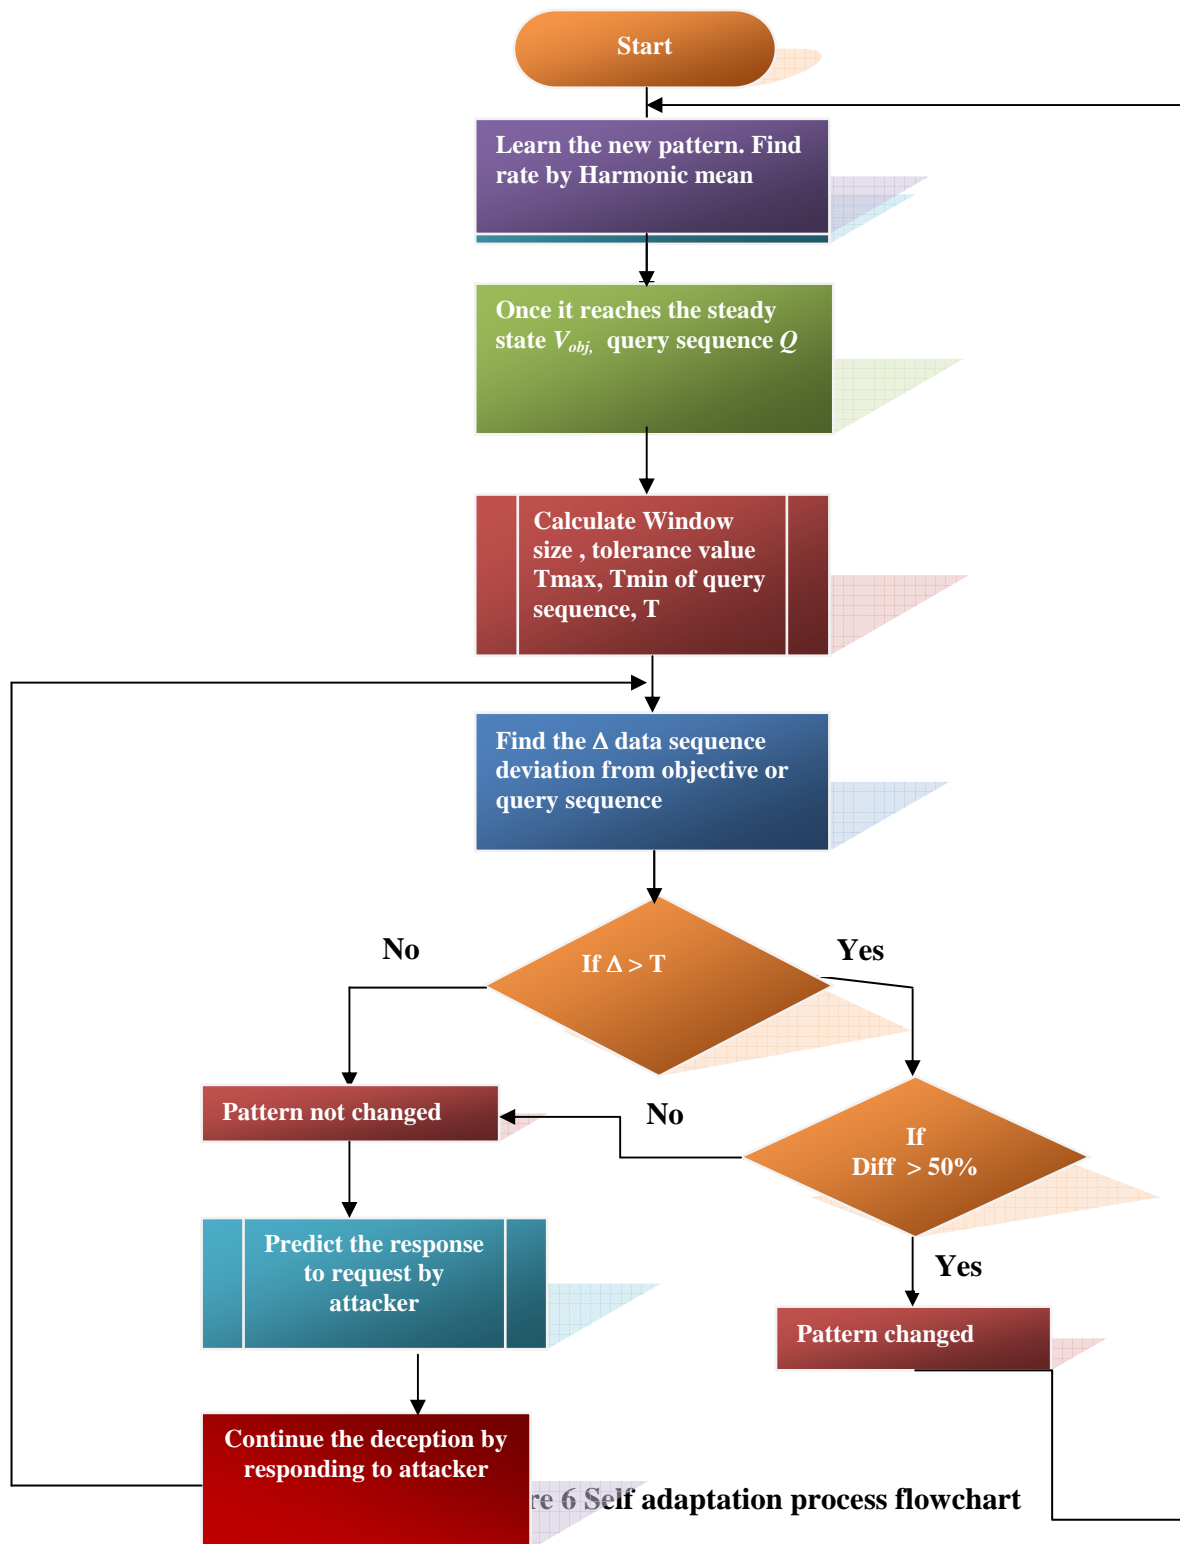 Start
Learn the new pattern. Find
rate by Harmonic mean
Once it reaches the steady
state Vobj, query sequence Q
Calculate Window
size , tolerance value
Tmax, Tmin of query
sequence, T
Find the Δ data sequence
deviation from objective or
query sequence
No
If Δ > T
Yes
Pattern not changed
No
If
Diff > 50%
Predict the response
to request by
attacker
Yes
Pattern changed
Continue the deception by
responding to attacker
re 6 Self adaptation process flowchart